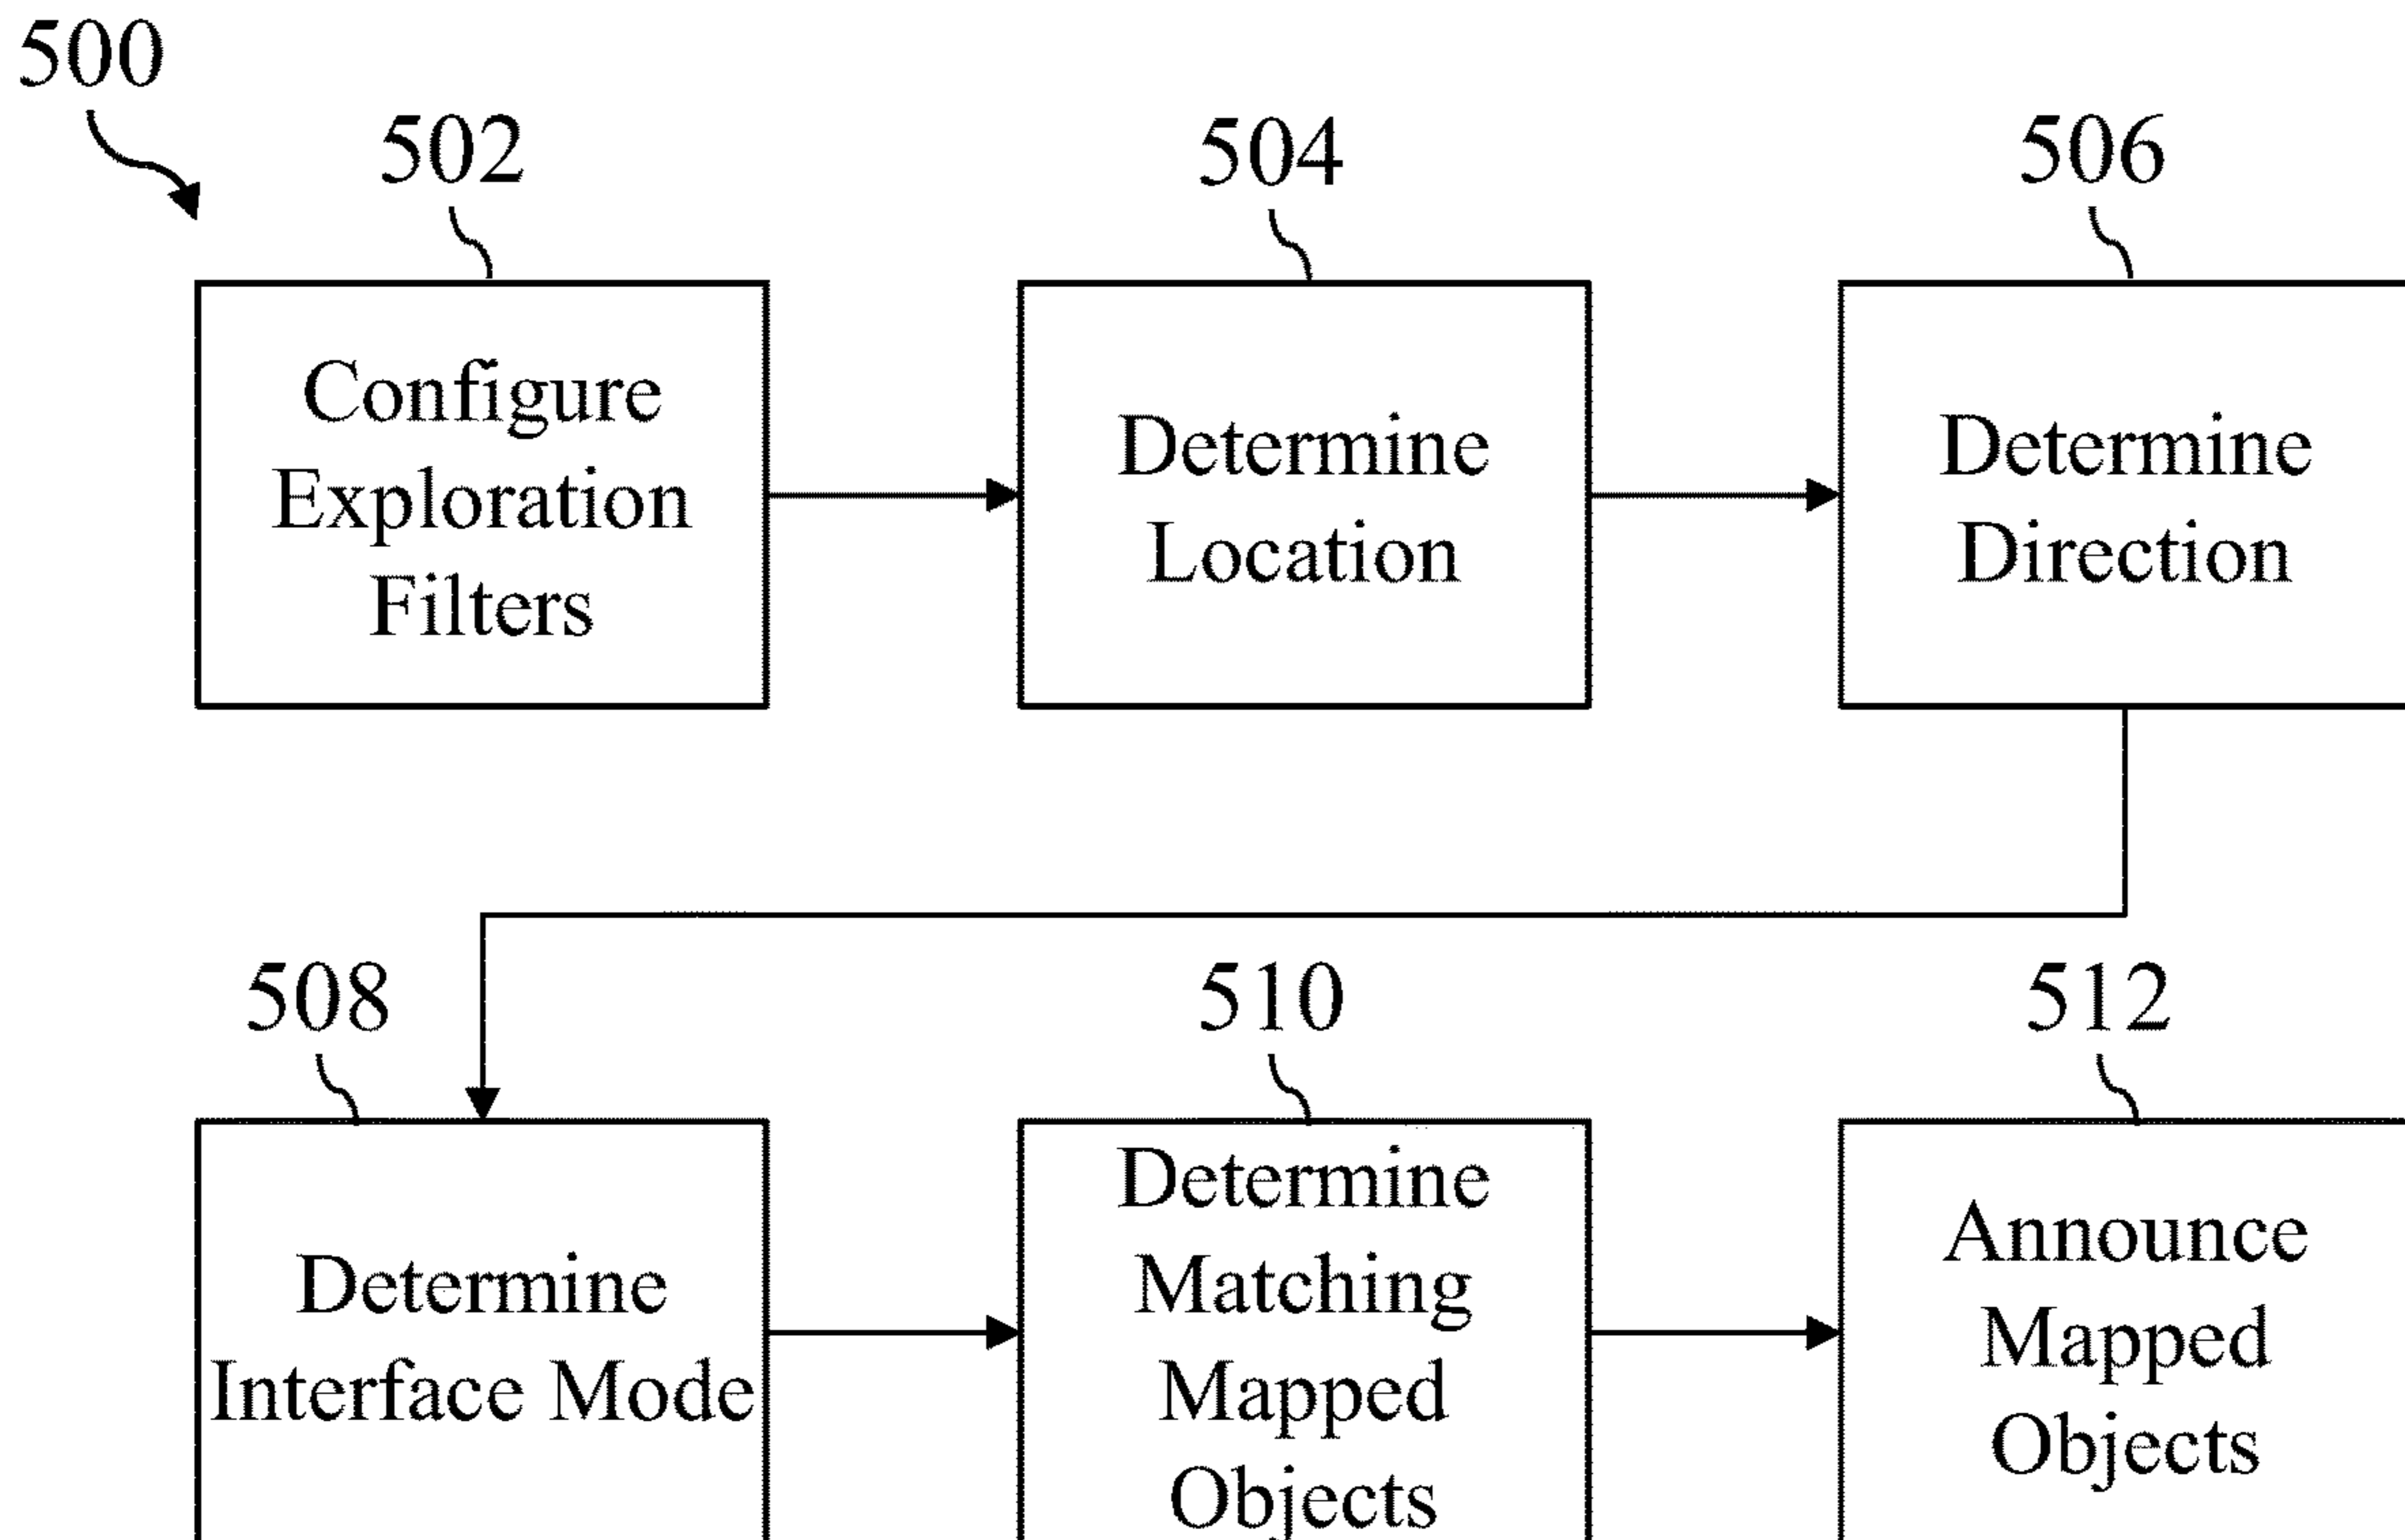 500
502
504
506
Configure
Exploration
Filters
Determine
Location
Determine
Direction
508
510
512
Determine
Interface Mode
Determine
Matching
Mapped
Objects
Announce
Mapped
Objects